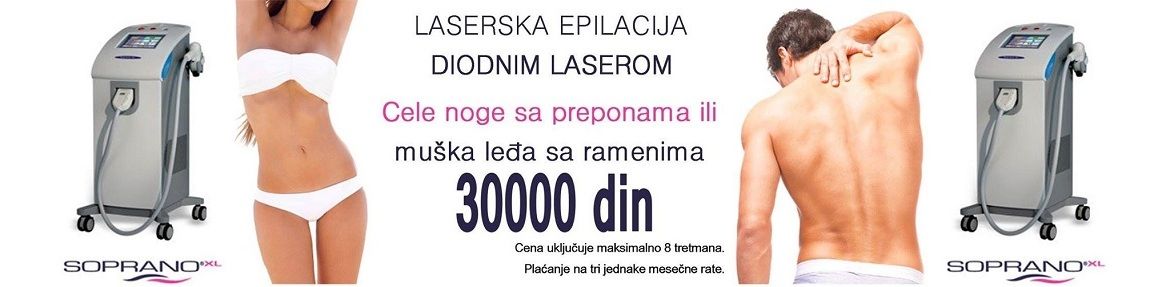 LASERSKA EPILACIJA
DIODNIM LASEROM
Cele noge sa preponama ili
muška leđa sa ramenima
30000 din
Cena uključuje maksimalno 8 tretmana.
Plaćanje na tri jednake mesečne rate.
SOPRANO XL
SOPRANO XL